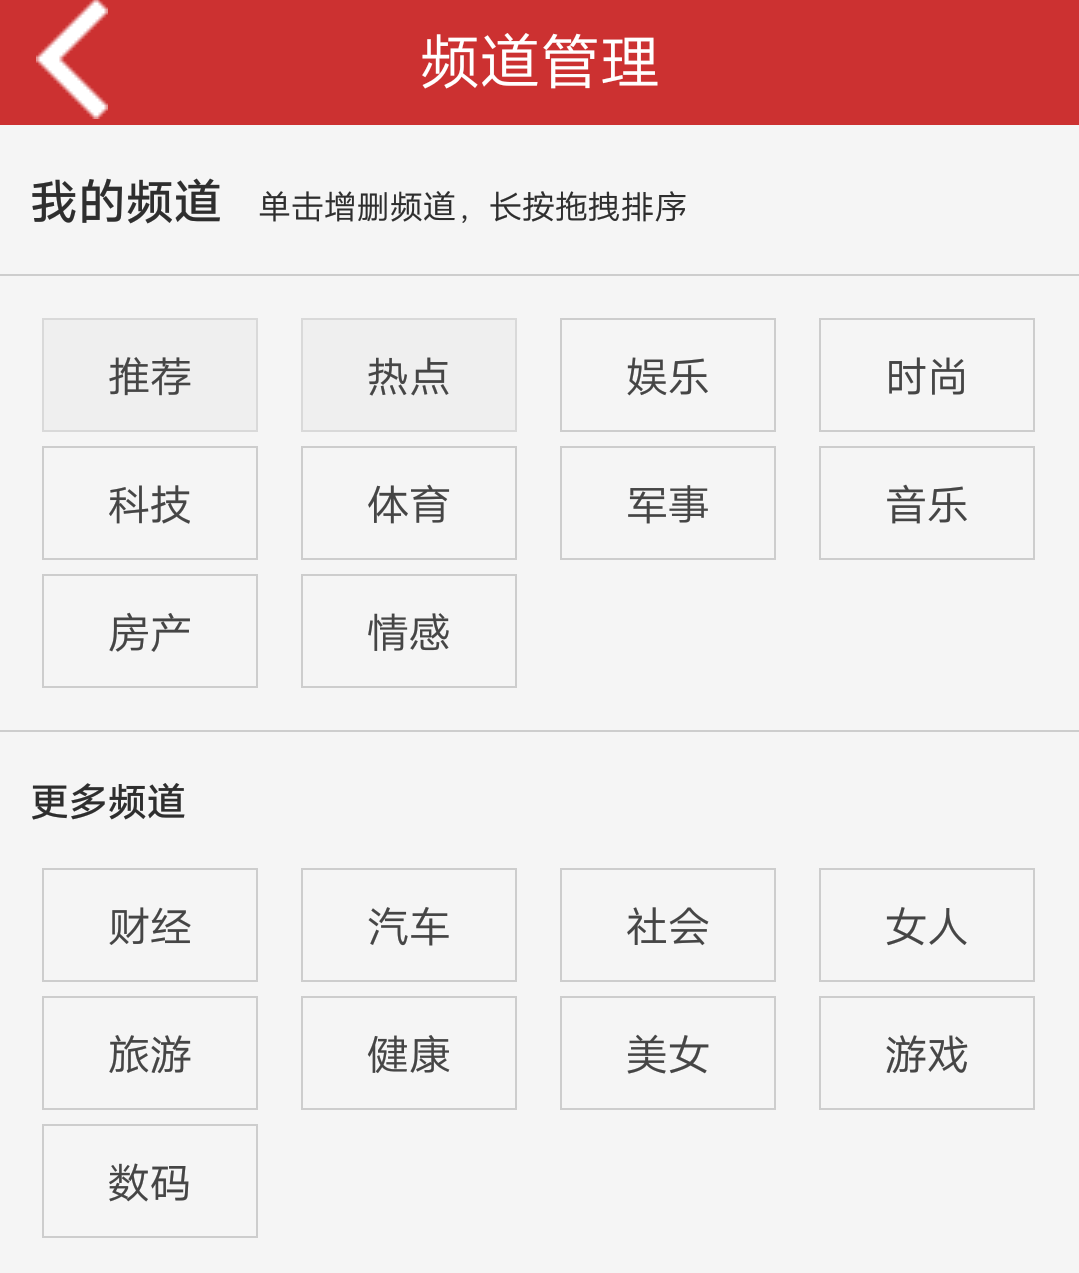 频道管理
我的频道 单击增删频道，长按拖拽排序
推荐 热点 娱乐 时尚
科技 体育 军事 音乐
房产 情感
更多频道
财经 汽车 社会 女人
旅游 健康 美女 游戏
数码